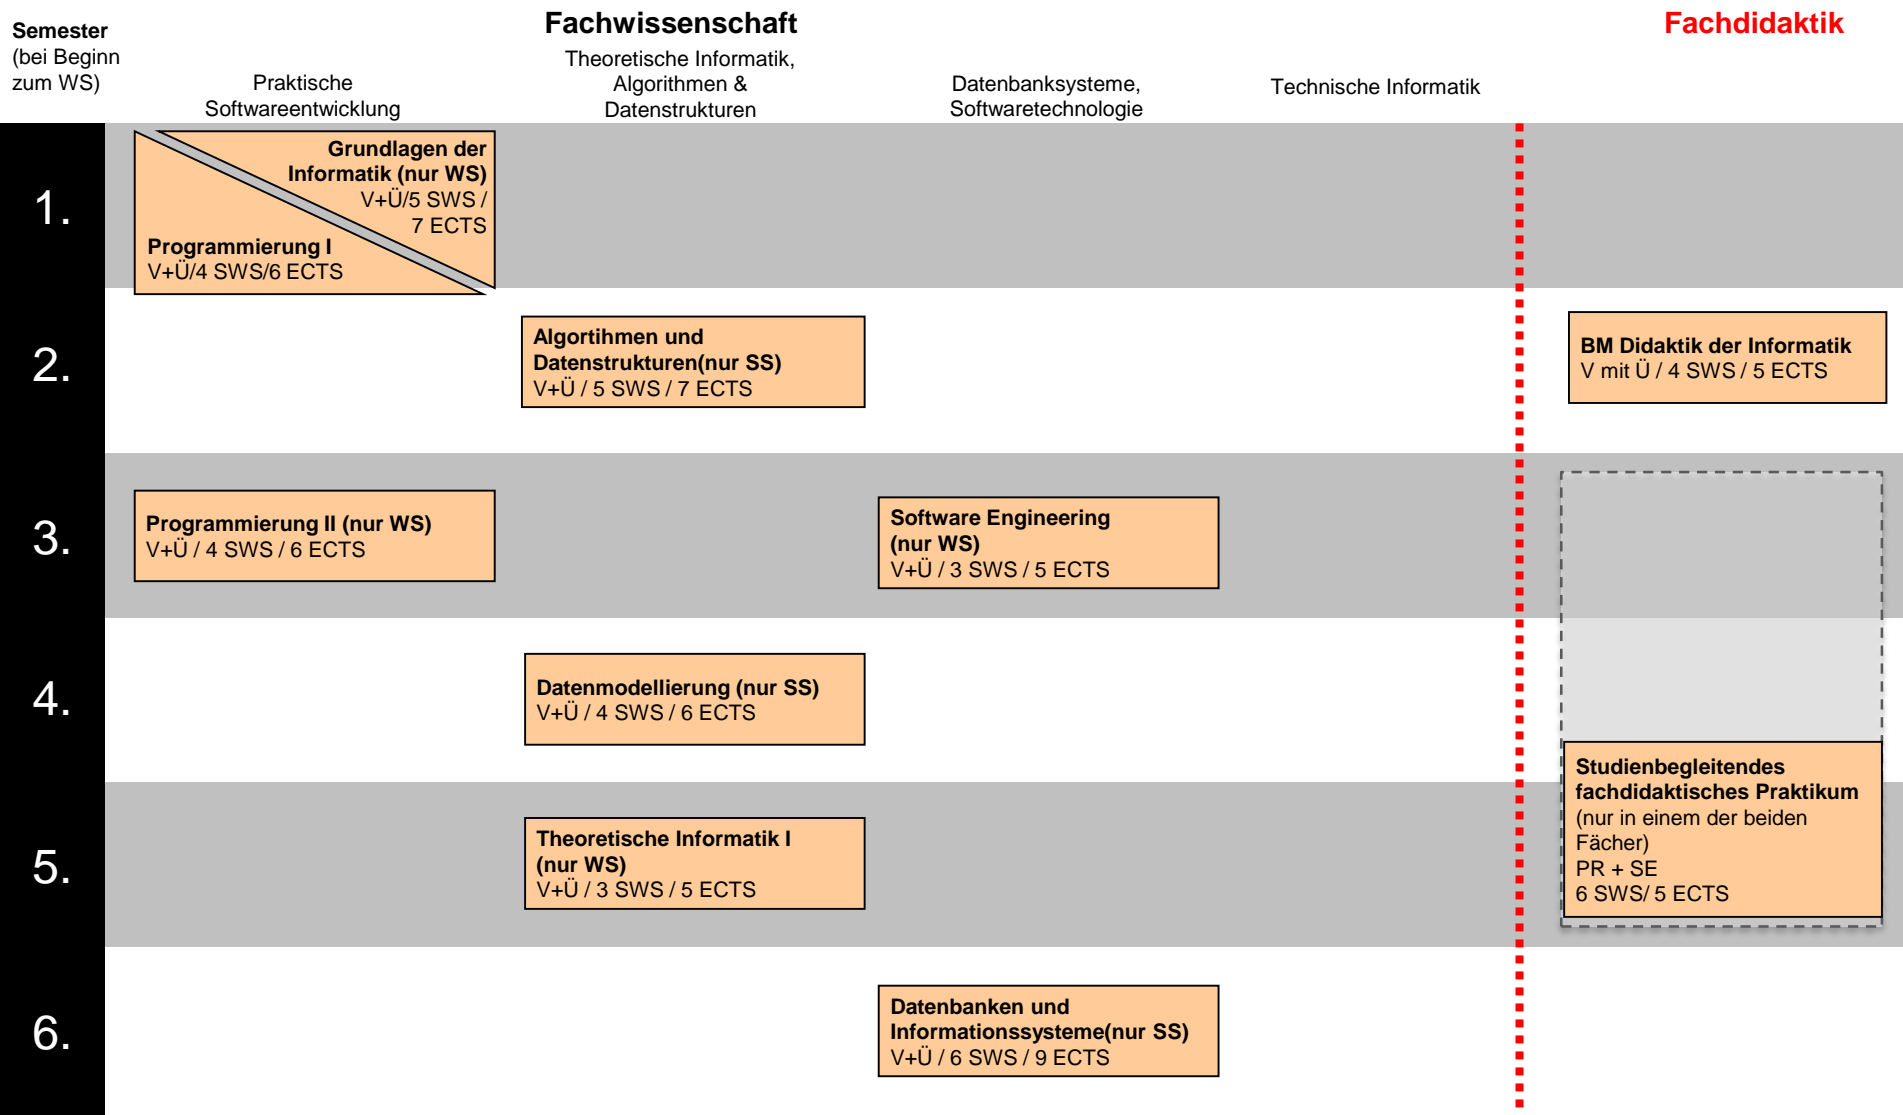 Semester
(bei Beginn
zum WS)
Fachwissenschaft
Fachdidaktik
Praktische
Softwareentwicklung
Theoretische Informatik,
Algorithmen &
Datenstrukturen
Datenbanksysteme,
Softwaretechnologie
Technische Informatik
1.
Grundlagen der
Informatik (nur WS)
V+Ü/5 SWS /
7 ECTS
Programmierung I
V+Ü/4 SWS/6 ECTS
2.
Algortihmen und
Datenstrukturen(nur SS)
V+Ü / 5 SWS / 7 ECTS
BM Didaktik der Informatik
V mit Ü / 4 SWS / 5 ECTS
3.
Programmierung II (nur WS)
V+Ü / 4 SWS / 6 ECTS
Software Engineering
(nur WS)
V+Ü / 3 SWS / 5 ECTS
4.
Datenmodellierung (nur SS)
V+Ü / 4 SWS / 6 ECTS
Studienbegleitendes
fachdidaktisches Praktikum
(nur in einem der beiden
Fächer)
PR + SE
6 SWS/ 5 ECTS
5.
Theoretische Informatik I
(nur WS)
V+Ü / 3 SWS / 5 ECTS
6.
Datenbanken und
Informationssysteme(nur SS)
V+Ü / 6 SWS / 9 ECTS